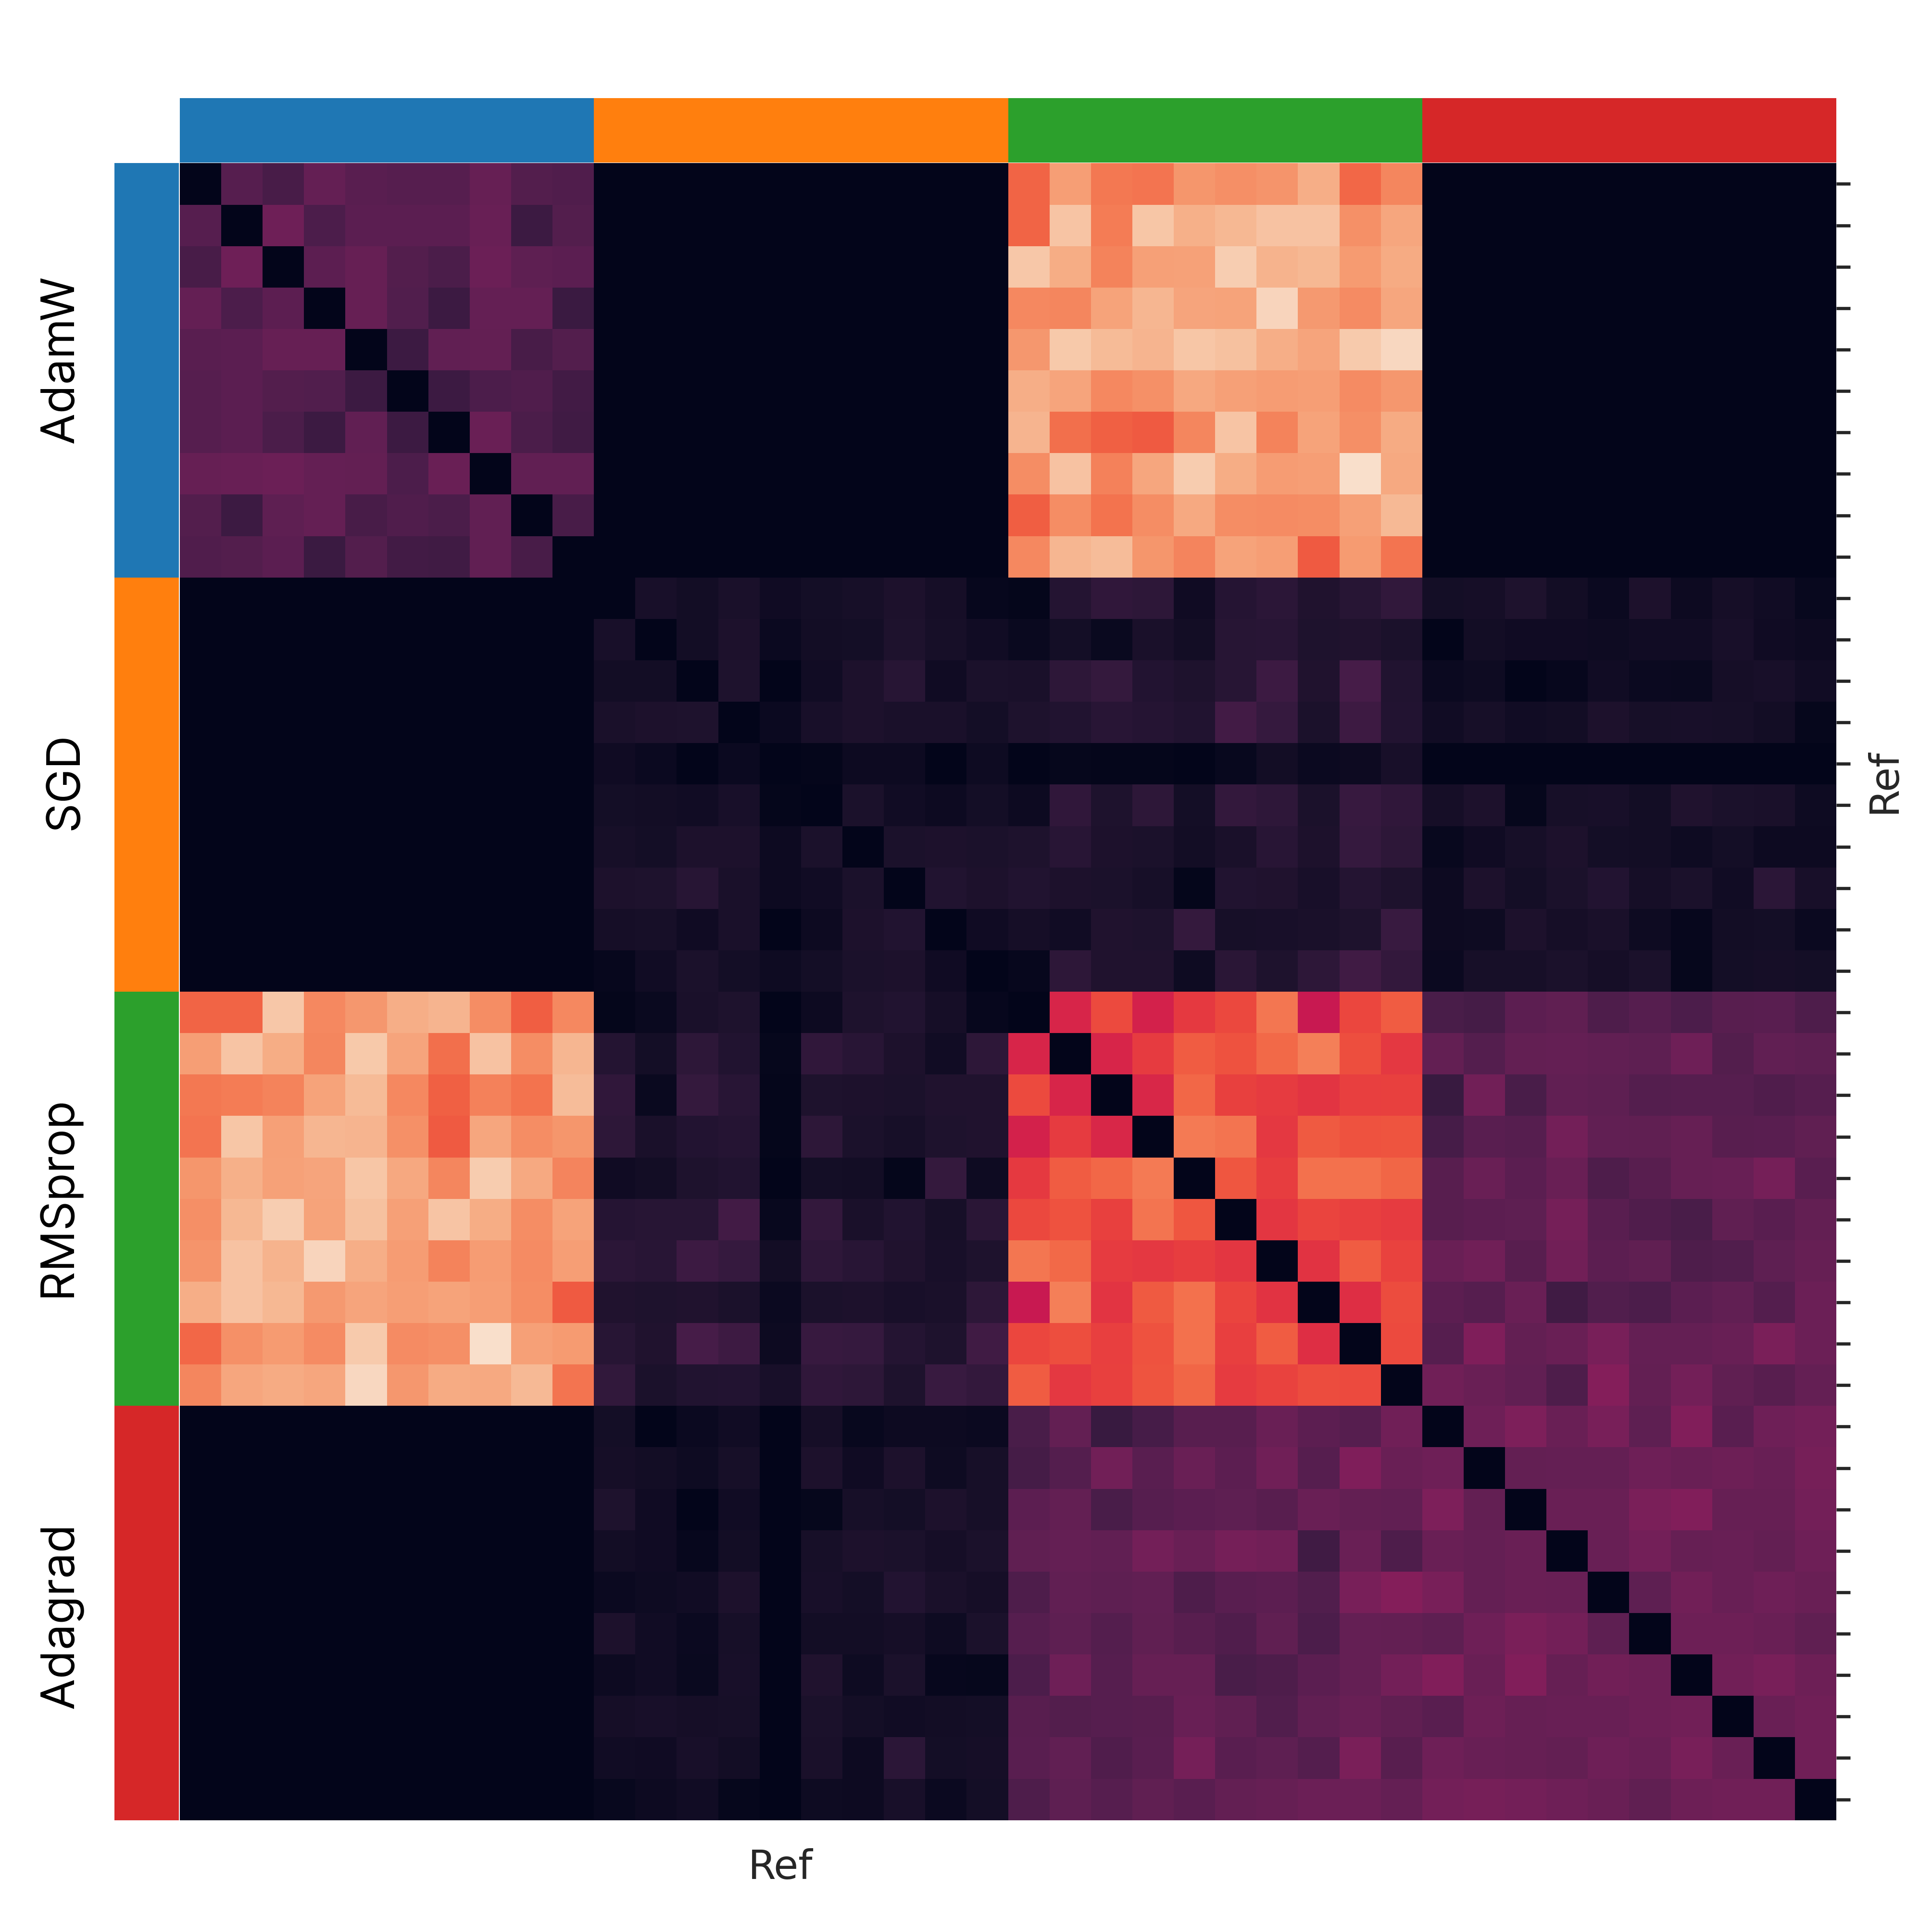 AdamW
SGD
RMSprop
Adagrad
Ref
Ref